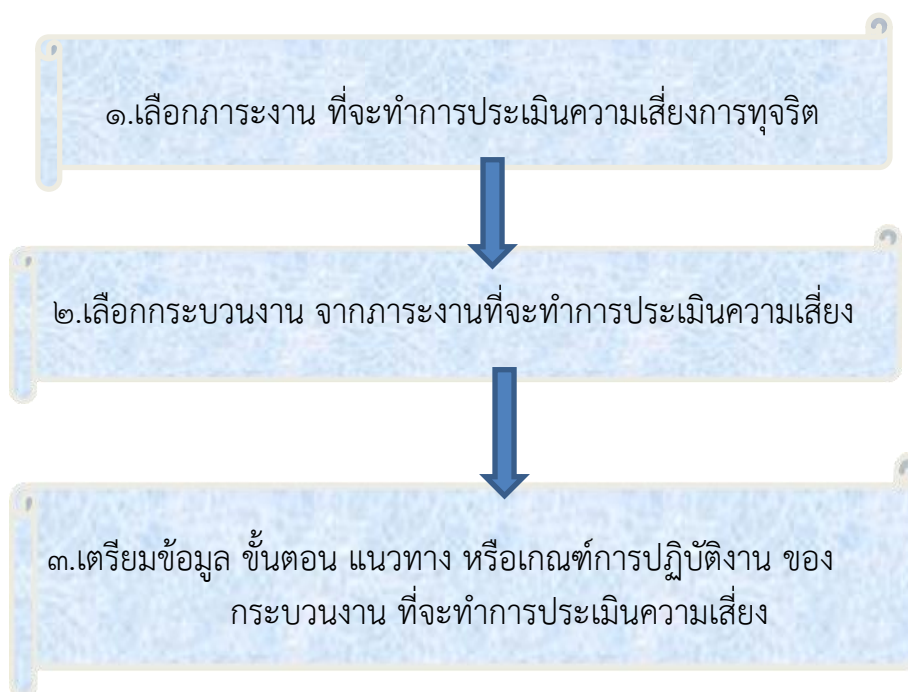 ๑.เลือกภาระงาน ที่จะทำการประเมินความเสี่ยงการทุจริต
๒.เลือกกระบวนงาน จากภาระงานที่จะทำการประเมินความเสี่ยง
๓.เตรียมข้อมูล ขั้นตอน แนวทาง หรือเกณฑ์การปฏิบัติงาน ของ
กระบวนงาน ที่จะทำการประเมินความเสี่ยง